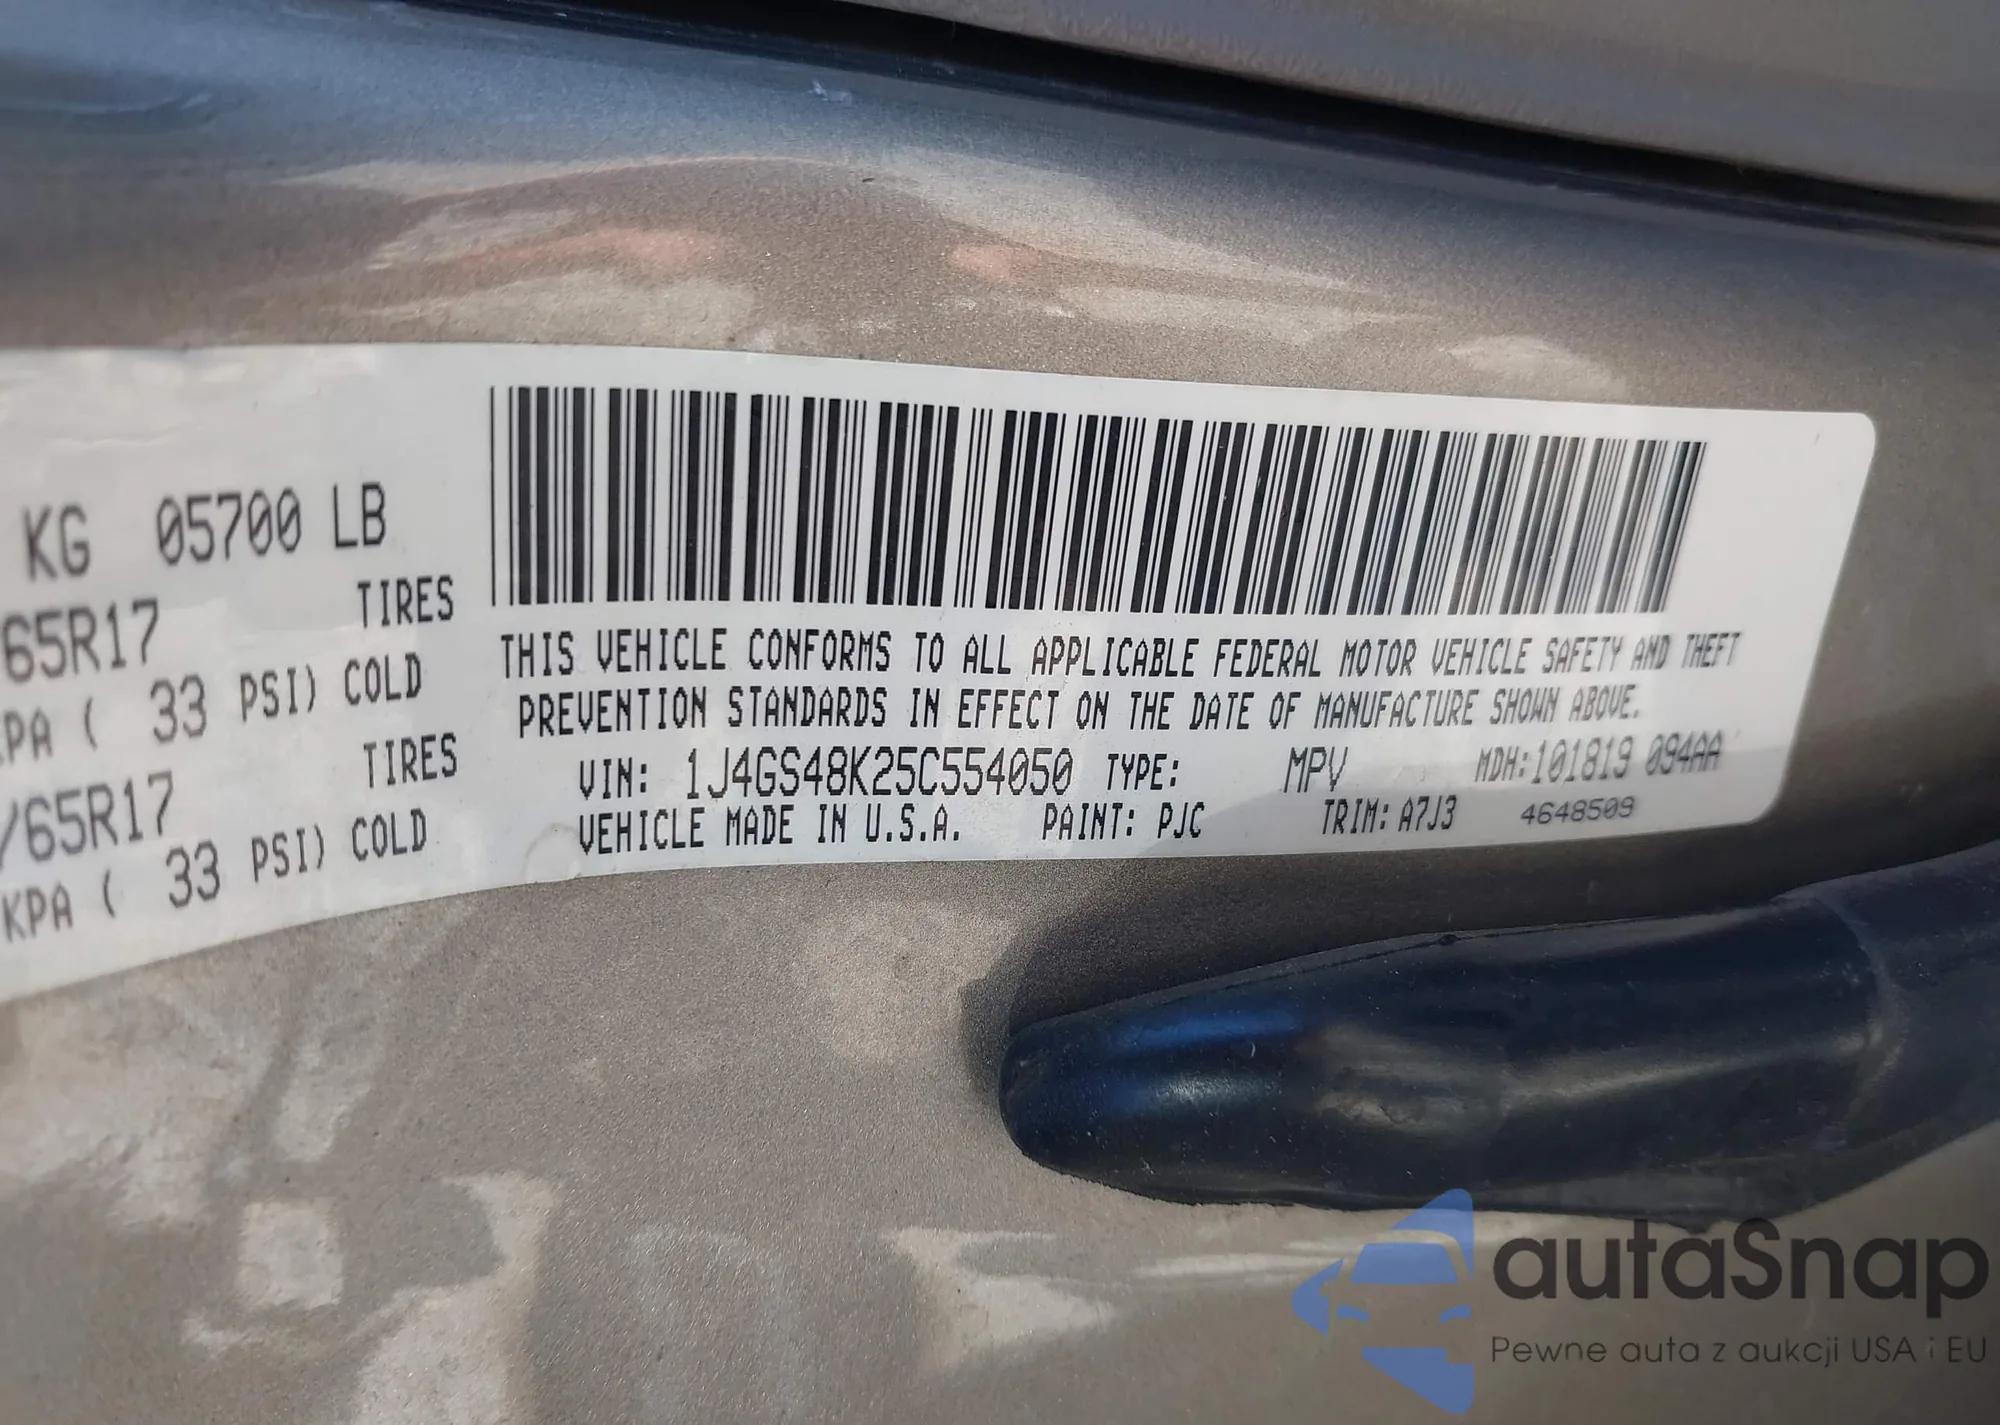 KG 05700 LB
65R17 TIRES
KPA ( 33 PSI) COLD
/65R17 TIRES
KPA ( 33 PSI) COLD
THIS VEHICLE CONFORMS TO ALL APPLICABLE FEDERAL MOTOR VEHICLE SAFETY AND THEFT
PREVENTION STANDARDS IN EFFECT ON THE DATE OF MANUFACTURE SHOWN ABOVE.
VIN: 1J4GS48K25C554050 TYPE: MPV MDH:101819 094AA
VEHICLE MADE IN U.S.A. PAINT: PJC TRIM: A7J3 4648509
autaSnap
Pewne auta z aukcji USA i EU